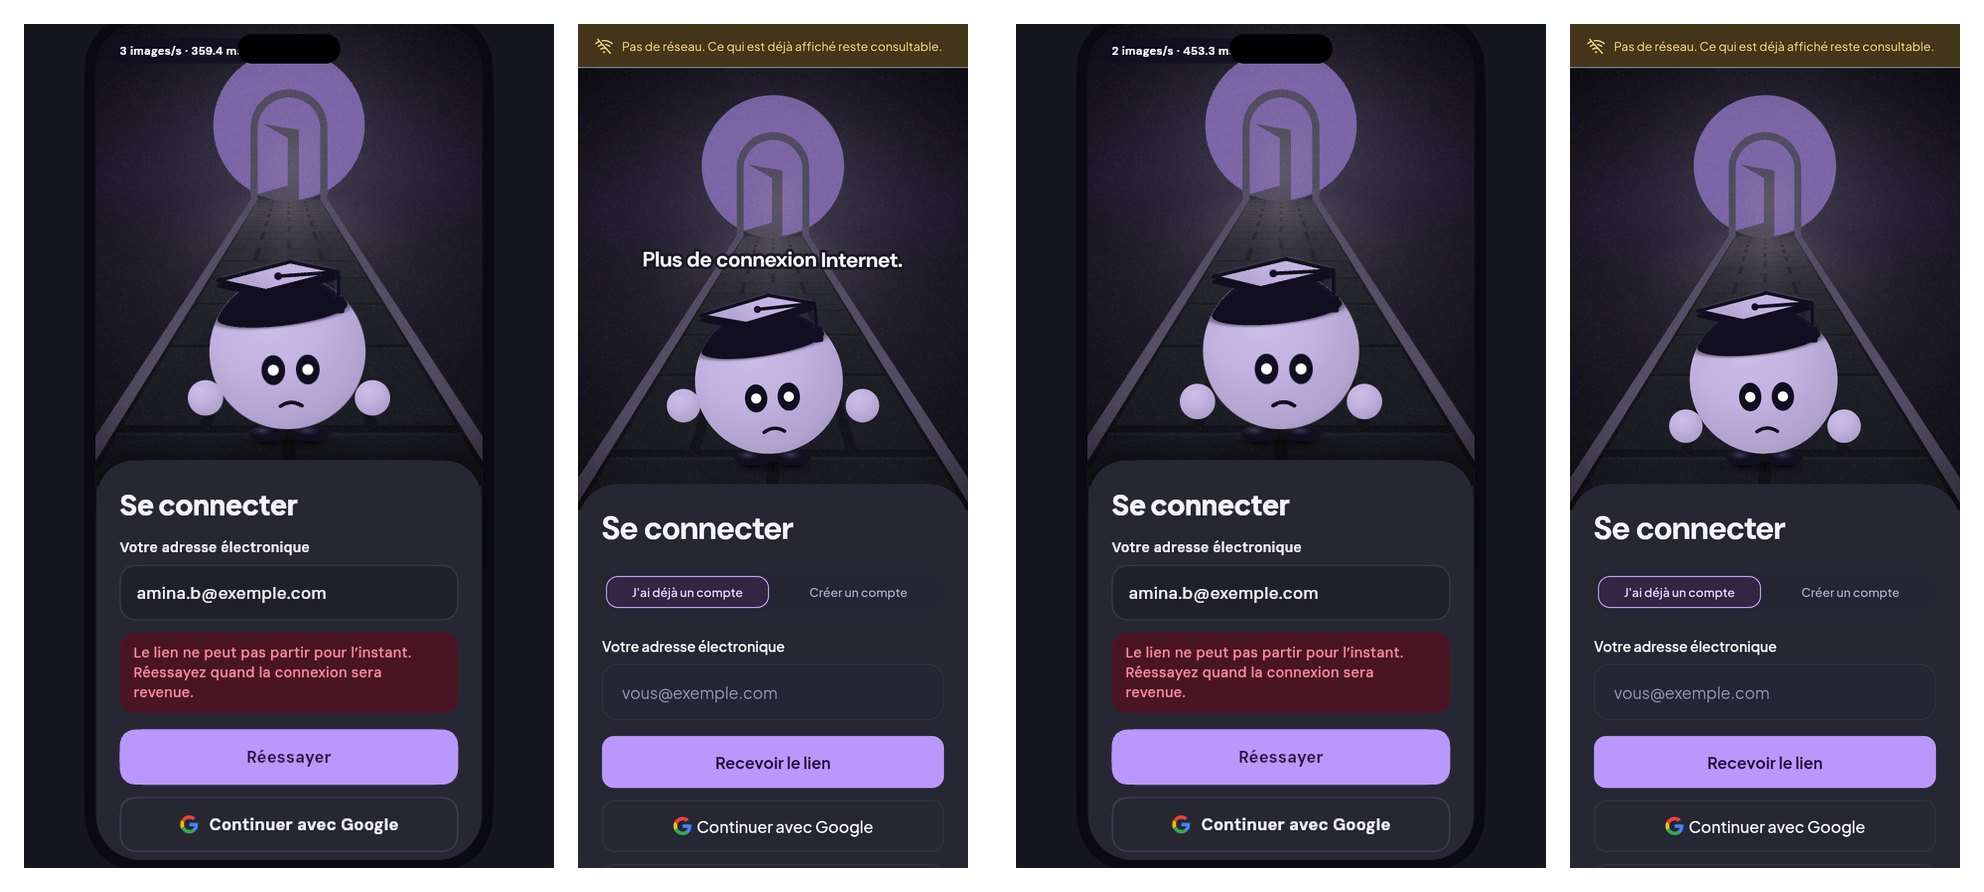 3 images/s · 359.4 m
Se connecter
Votre adresse électronique
amina.b@exemple.com
Le lien ne peut pas partir pour l'instant.
Réessayez quand la connexion sera
revenue.
Réessayer
Continuer avec Google
Pas de réseau. Ce qui est déjà affiché reste consultable.
Plus de connexion Internet.
Se connecter
J'ai déjà un compte
Créer un compte
Votre adresse électronique
vous@exemple.com
Recevoir le lien
Continuer avec Google
2 images/s · 453.3 m
Se connecter
Votre adresse électronique
amina.b@exemple.com
Le lien ne peut pas partir pour l'instant.
Réessayez quand la connexion sera
revenue.
Réessayer
Continuer avec Google
Pas de réseau. Ce qui est déjà affiché reste consultable.
Se connecter
J'ai déjà un compte
Créer un compte
Votre adresse électronique
vous@exemple.com
Recevoir le lien
Continuer avec Google